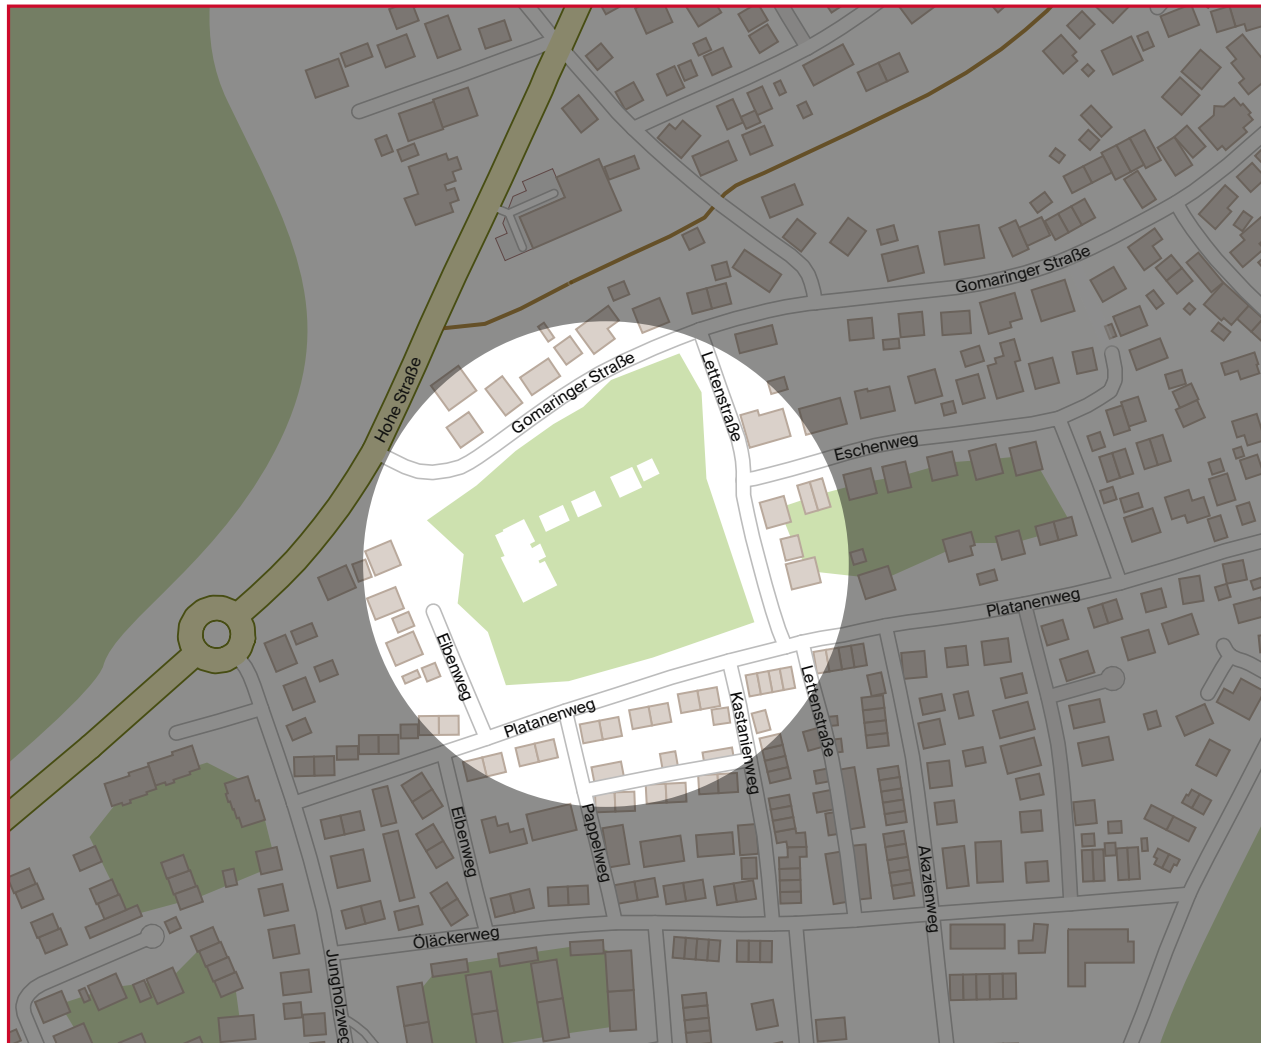 Gomaringer Straße
Hohe Straße
Gomaringer Straße
Lettenstraße
Eschenweg
Platanenweg
Eibenweg
Platanenweg
Kastanienweg
Lettenstraße
Eibenweg
Pappelweg
Akazienweg
Öläckerweg
Jungholzweg